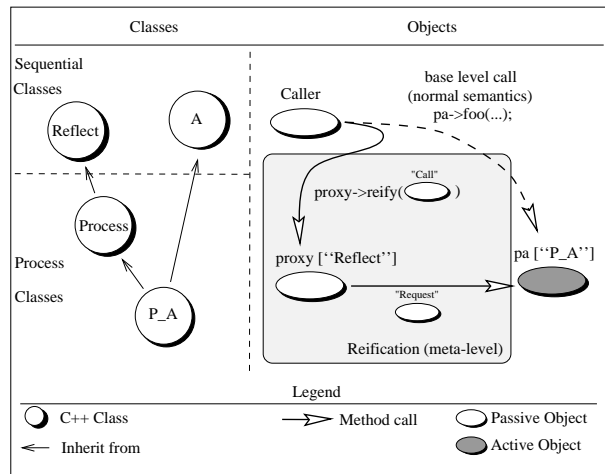 Classes
Objects
Sequential
Classes
Reflect
A
Process
Process
Classes
P_A
Caller
base level call
(normal semantics)
pa->foo(...);
"Call"
proxy->reify( )
proxy [‘‘Reflect’’]
pa [‘‘P_A’’]
"Request"
Reification (meta-level)
Legend
C++ Class
Method call
Passive Object
Inherit from
Active Object